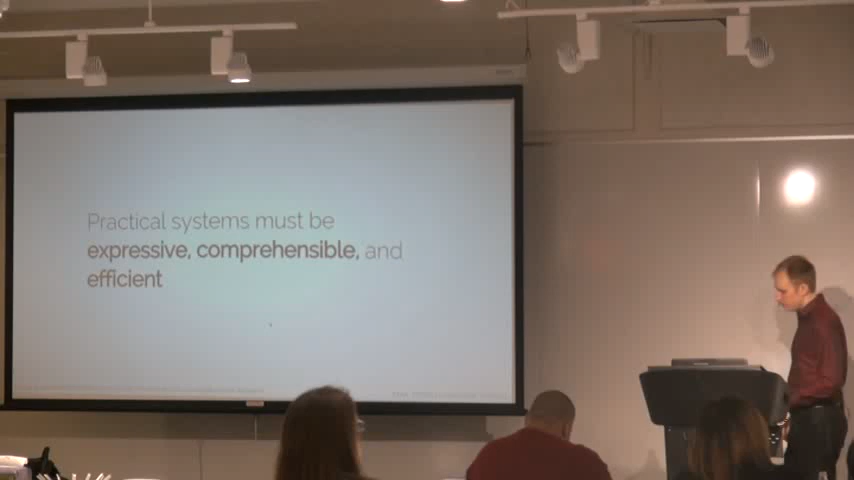 Practical systems must be
expressive, comprehensible, and
efficient